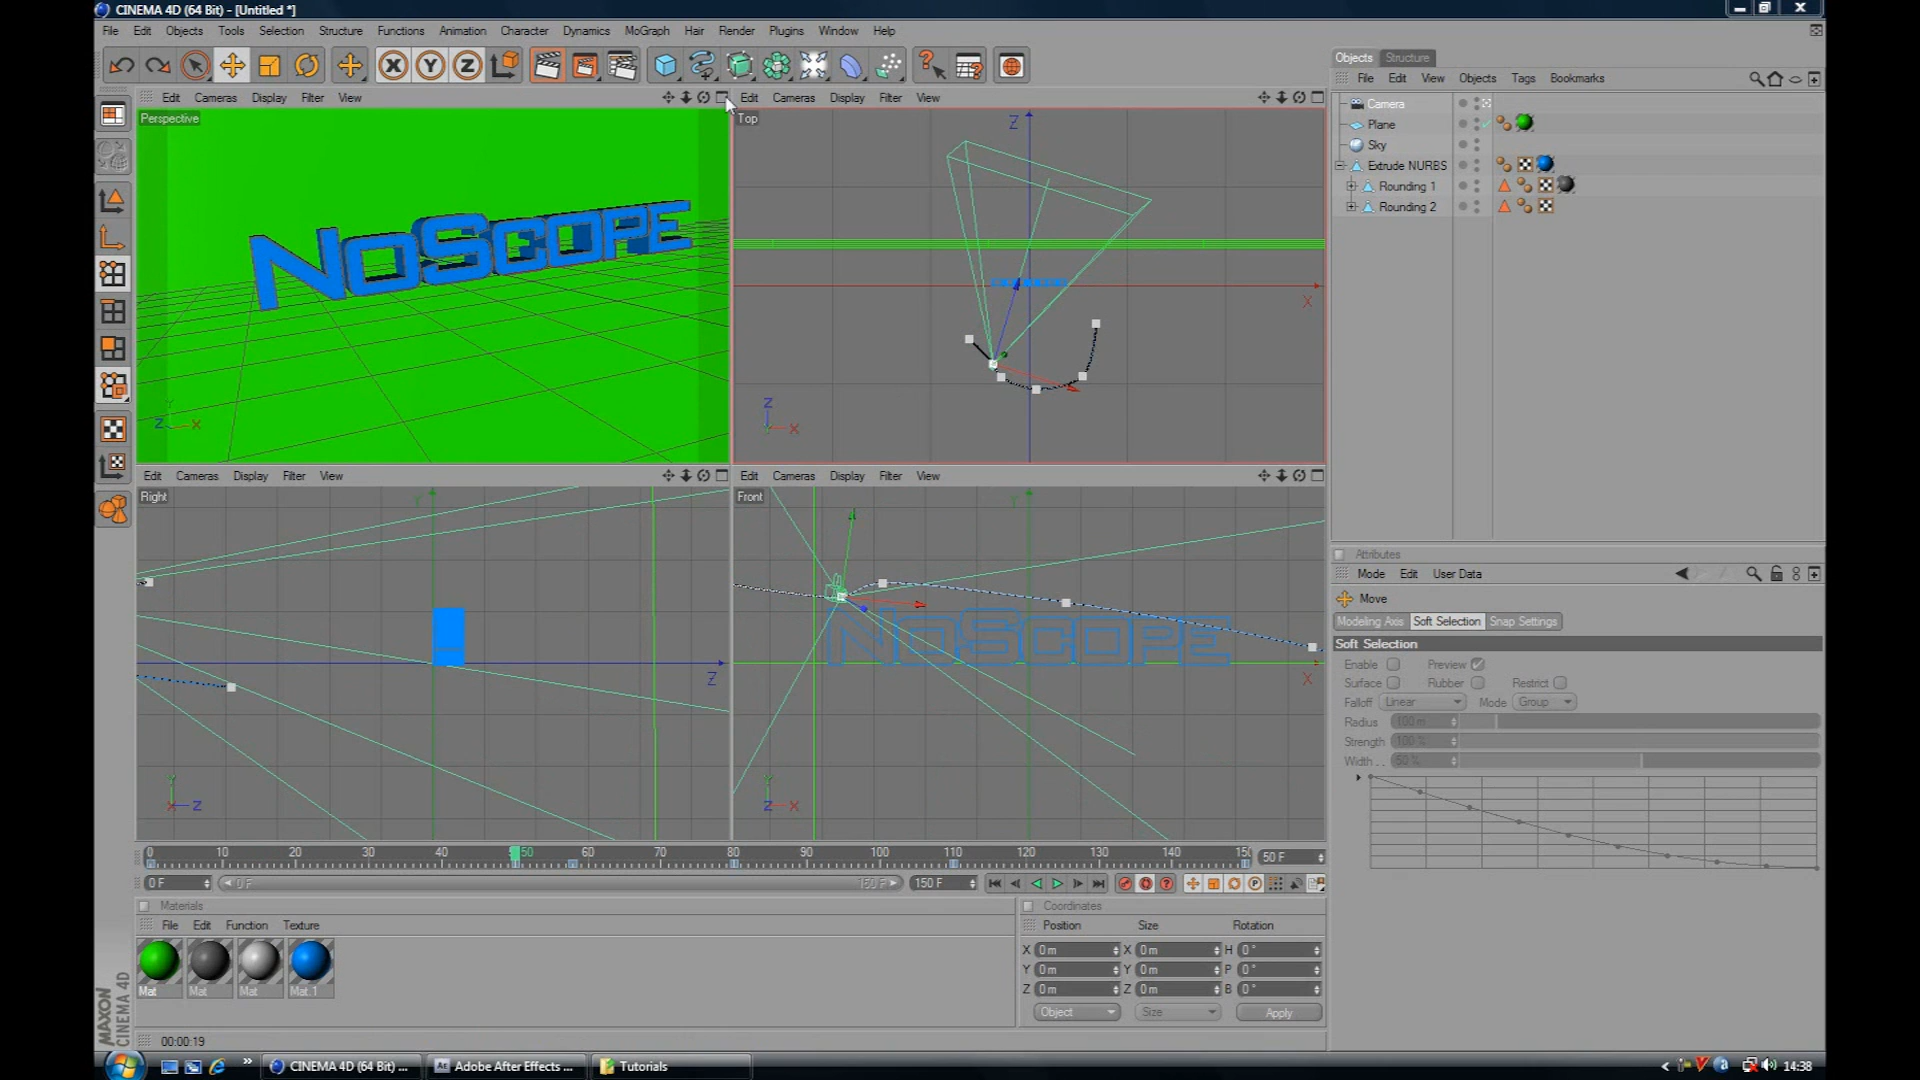 CINEMA 4D (64 Bit) - [Untitled *]
File Edit Objects Tools Selection Structure Functions Animation Character Dynamics MoGraph Hair Render Plugins Window Help
Objects Structure
File Edit View Objects Tags Bookmarks
Edit Cameras Display Filter View
Edit Cameras Display Filter View
Perspective
Top
Camera
Plane
Sky
Extrude NURBS
Rounding 1
Rounding 2
NoScope
Z
X
Y
Z X
Z
X
Edit Cameras Display Filter View
Edit Cameras Display Filter View
Right
Front
Y
Z
Y
X Z
Y
X
NoScope
Y
Z X
Attributes
Mode Edit User Data
Move
Modeling Axis Soft Selection Snap Settings
Soft Selection
Enable Preview
Surface Rubber Restrict
Falloff Linear Mode Group
Radius 100 m
Strength 100 %
Width . . 50 %
0 10 20 30 40 50 60 70 80 90 100 110 120 130 140 150
50 F
0 F 0 F 150 F 150 F
Materials
File Edit Function Texture
Mat Mat Mat Mat.1
Coordinates
Position Size Rotation
X 0 m X 0 m H 0 °
Y 0 m Y 0 m P 0 °
Z 0 m Z 0 m B 0 °
Object Size Apply
MAXON
CINEMA 4D
00:00:19
CINEMA 4D (64 Bit) ... Adobe After Effects ... Tutorials 14:38